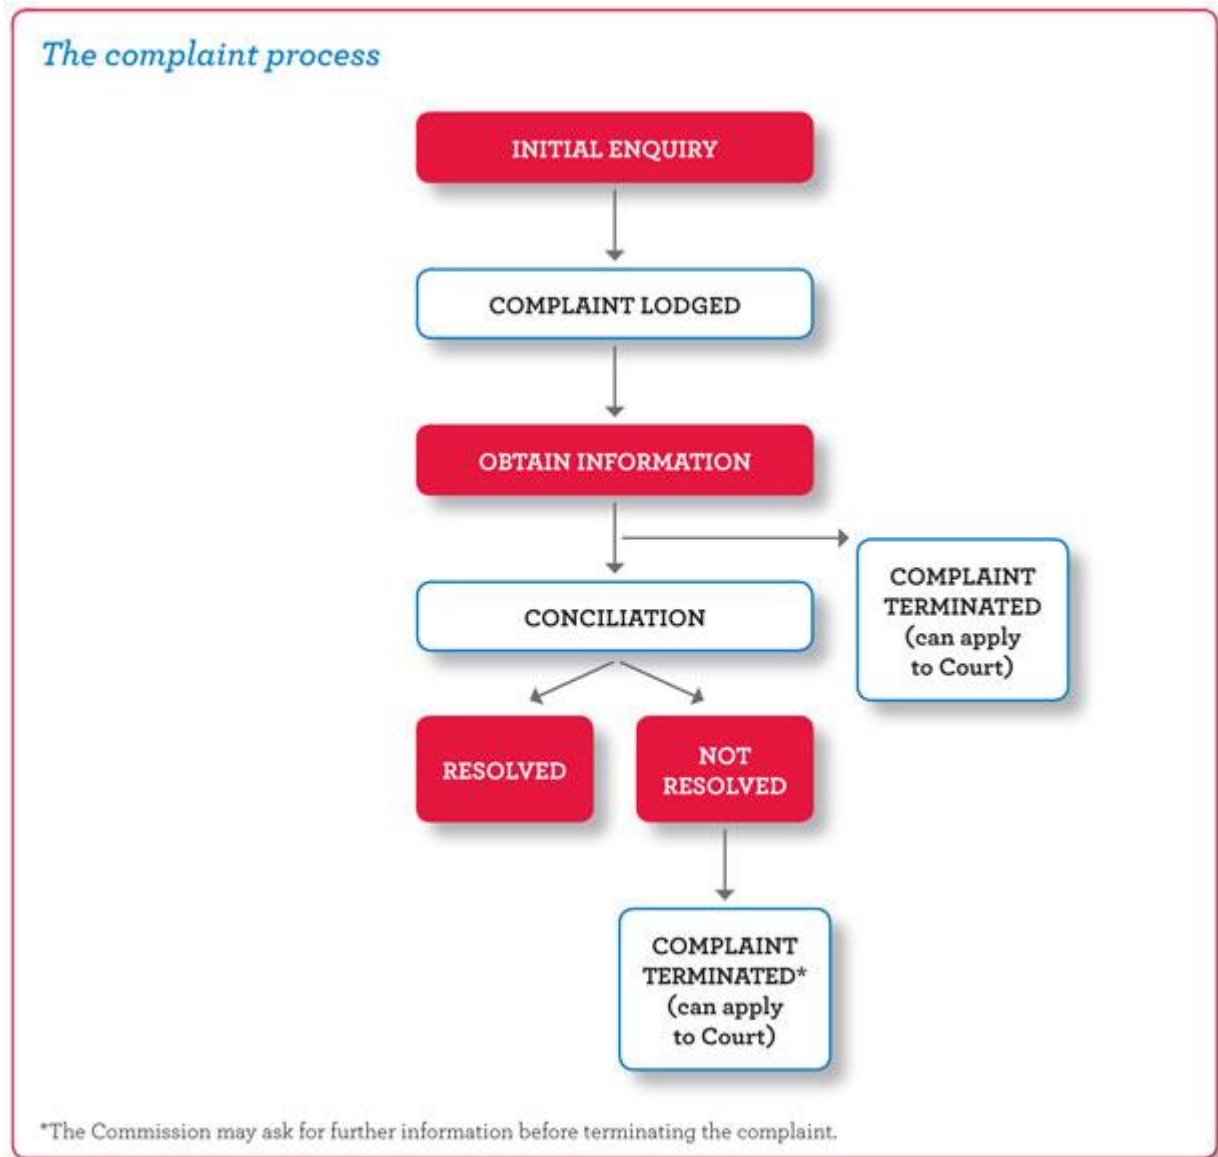 The complaint process
INITIAL ENQUIRY
COMPLAINT LODGED
OBTAIN INFORMATION
COMPLAINT
TERMINATED
(can apply
to Court)
CONCILIATION
RESOLVED
NOT
RESOLVED
COMPLAINT
TERMINATED*
(can apply
to Court)
*The Commission may ask for further information before terminating the complaint.